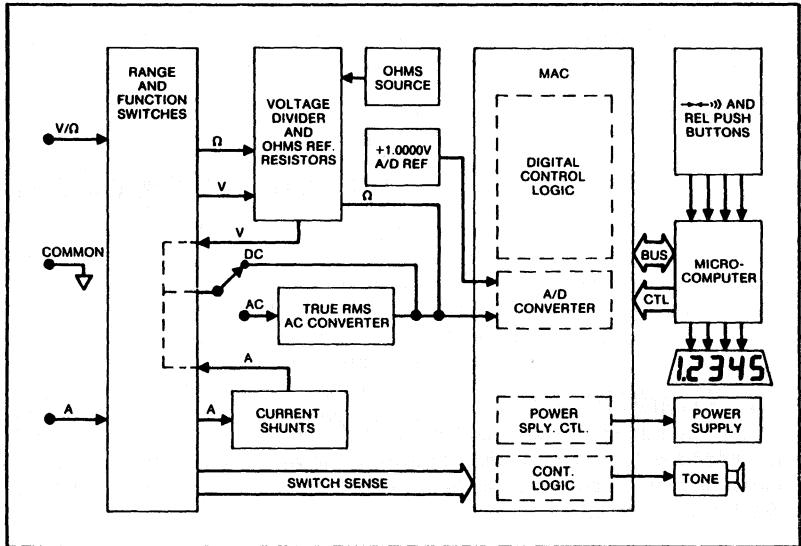 RANGE
AND
FUNCTION
SWITCHES
V/Ω
COMMON
A
Ω
V
V
DC
AC
A
A
VOLTAGE
DIVIDER
AND
OHMS REF.
RESISTORS
OHMS
SOURCE
+1.0000V
A/D REF
Ω
TRUE RMS
AC CONVERTER
CURRENT
SHUNTS
SWITCH SENSE
MAC
DIGITAL
CONTROL
LOGIC
A/D
CONVERTER
POWER
SPLY. CTL.
CONT.
LOGIC
AND
REL PUSH
BUTTONS
BUS
CTL
MICRO-
COMPUTER
1.2345
POWER
SUPPLY
TONE